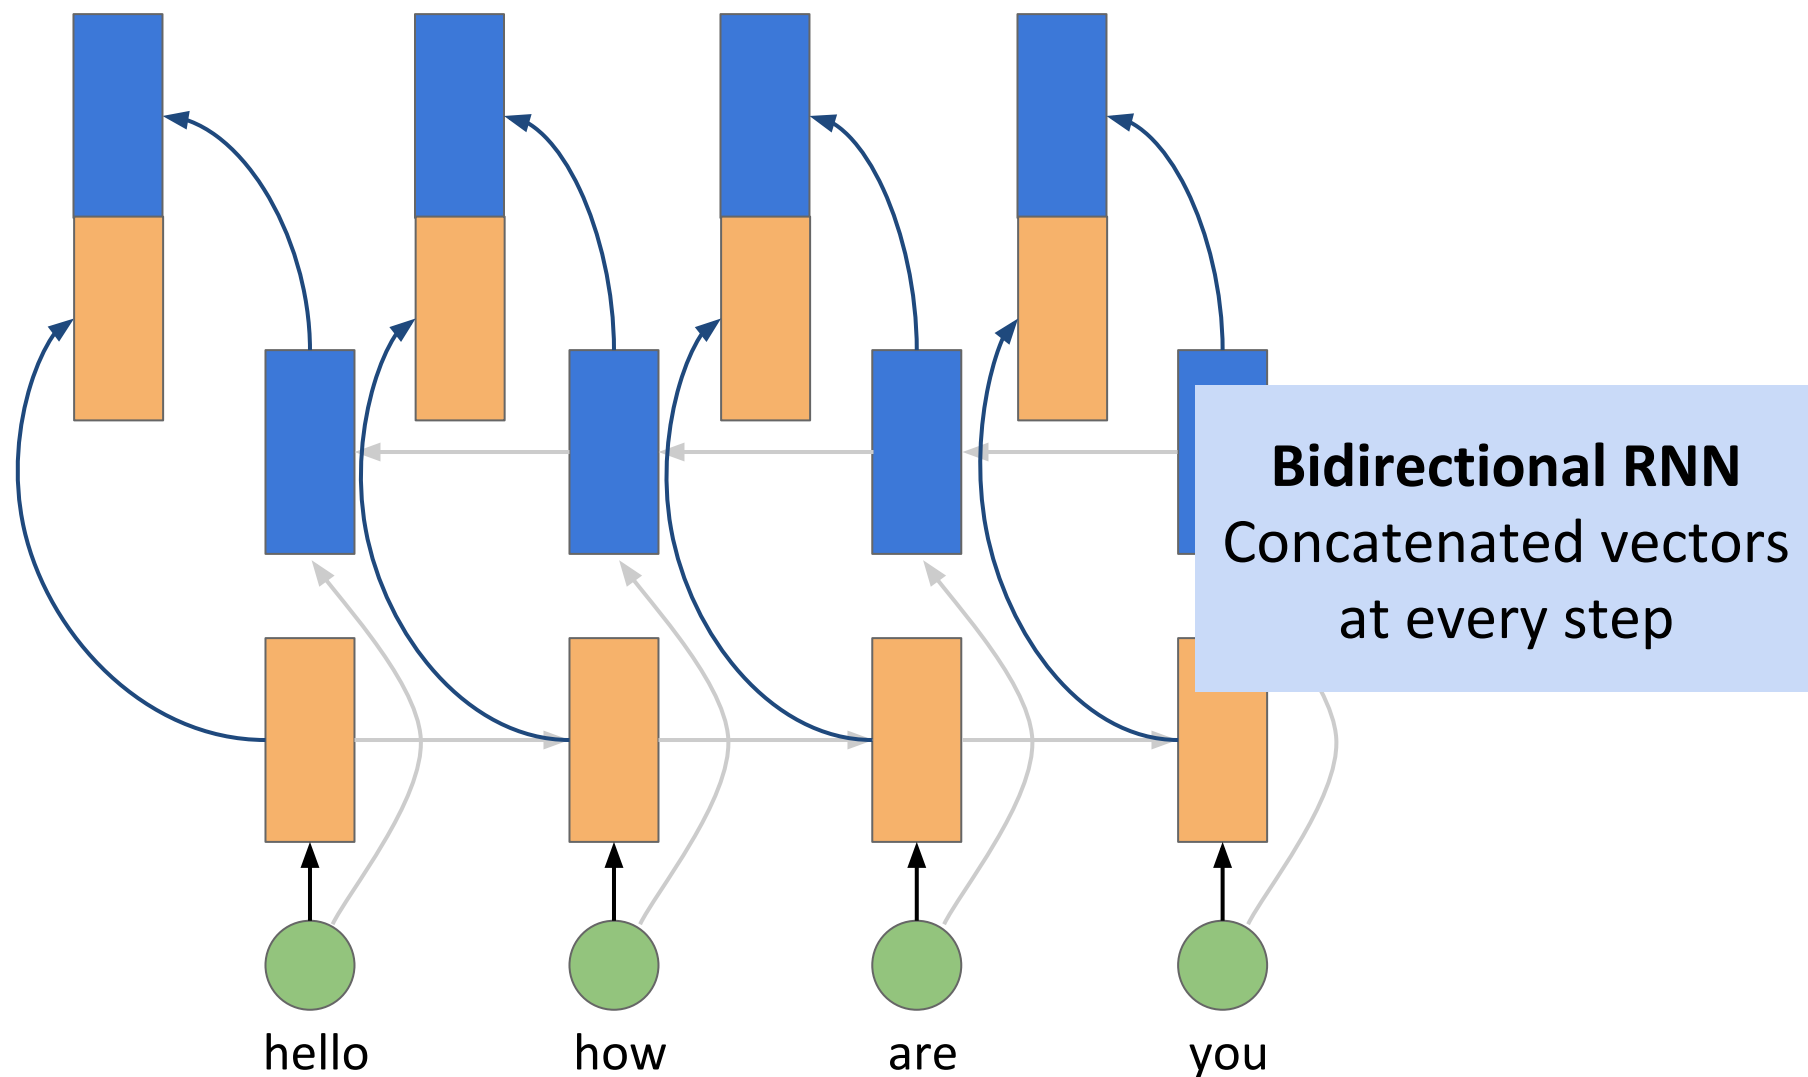 Bidirectional RNN
Concatenated vectors
at every step
hello how are you